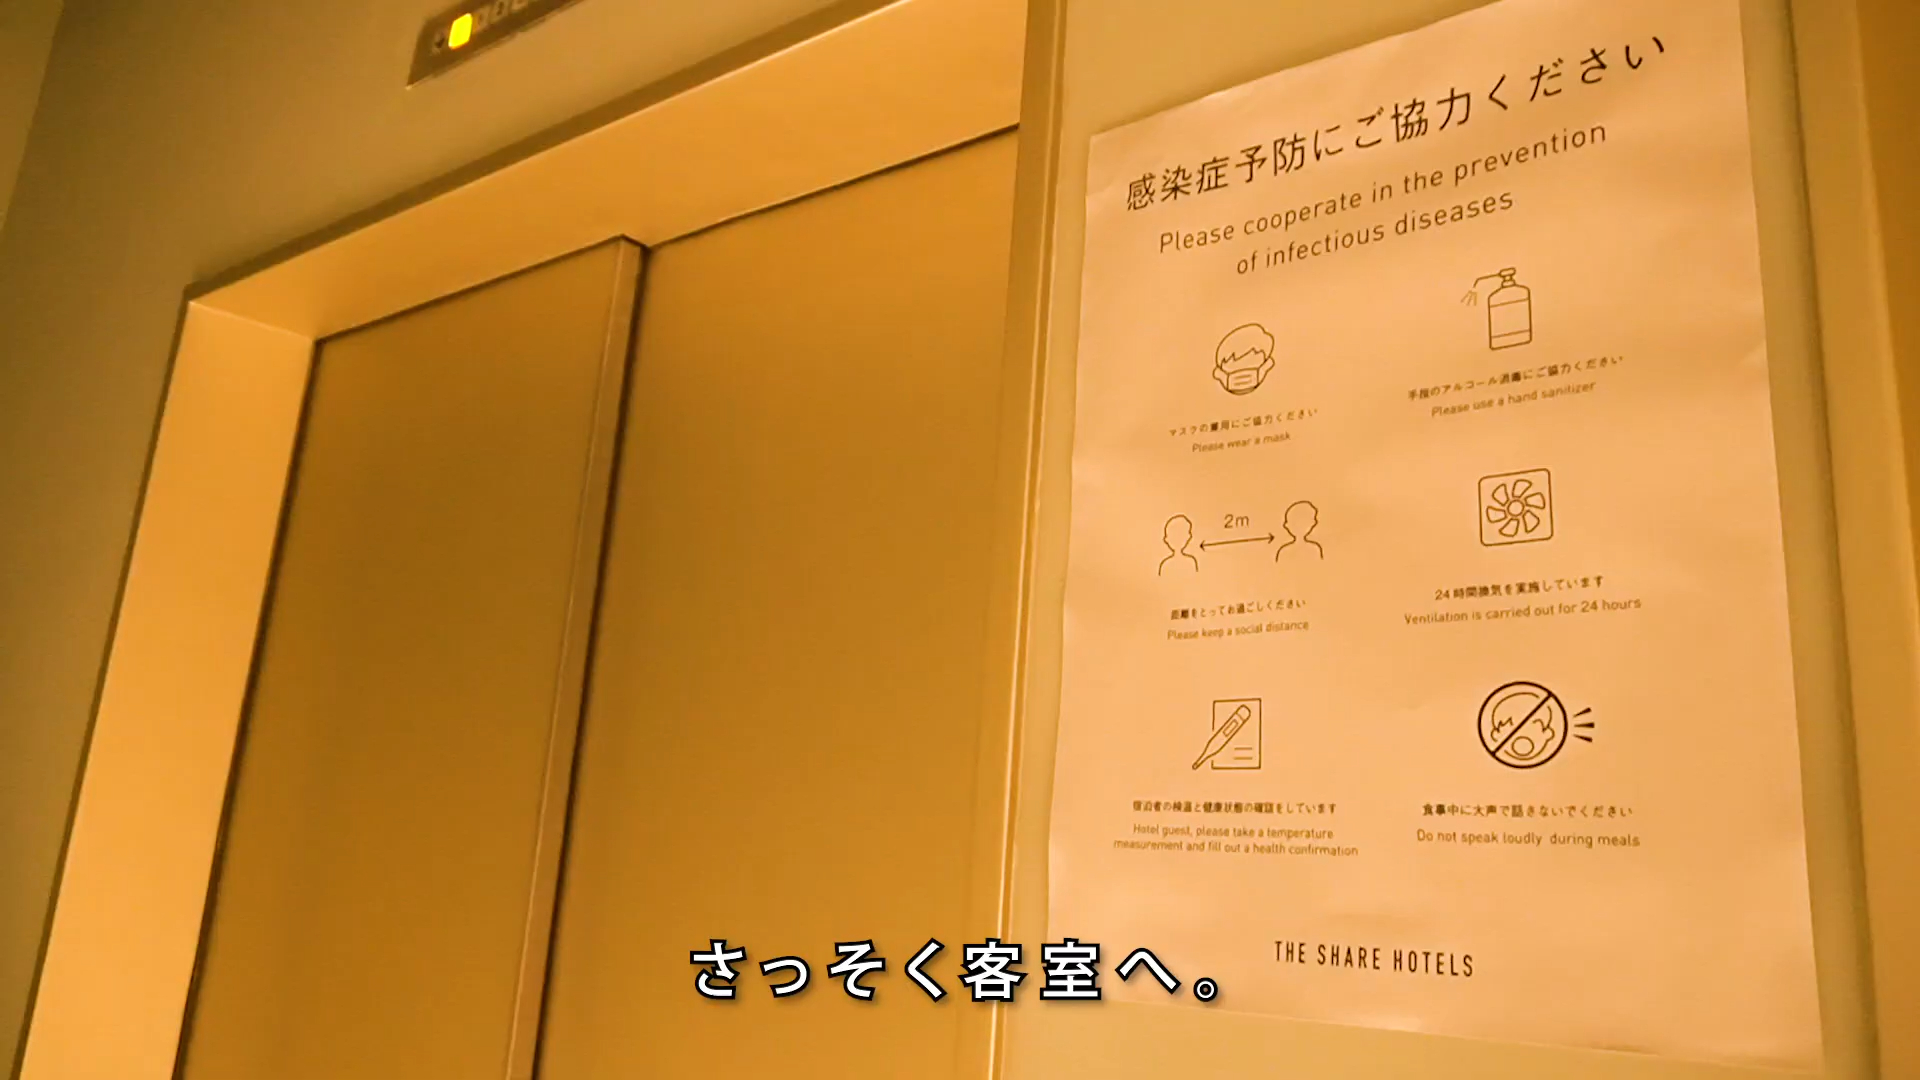 感染症予防にご協力ください
Please cooperate in the prevention
of infectious diseases
マスクの着用にご協力ください
Please wear a mask
手指のアルコール消毒にご協力ください
Please use a hand sanitizer
2m
距離をとってお過ごしください
Please keep a social distance
24時間換気を実施しています
Ventilation is carried out for 24 hours
宿泊者の検温と健康状態の確認をしています
Hotel guest, please take a temperature
measurement and fill out a health confirmation
食事中に大声で話さないでください
Do not speak loudly during meals
THE SHARE HOTELS
さっそく客室へ。